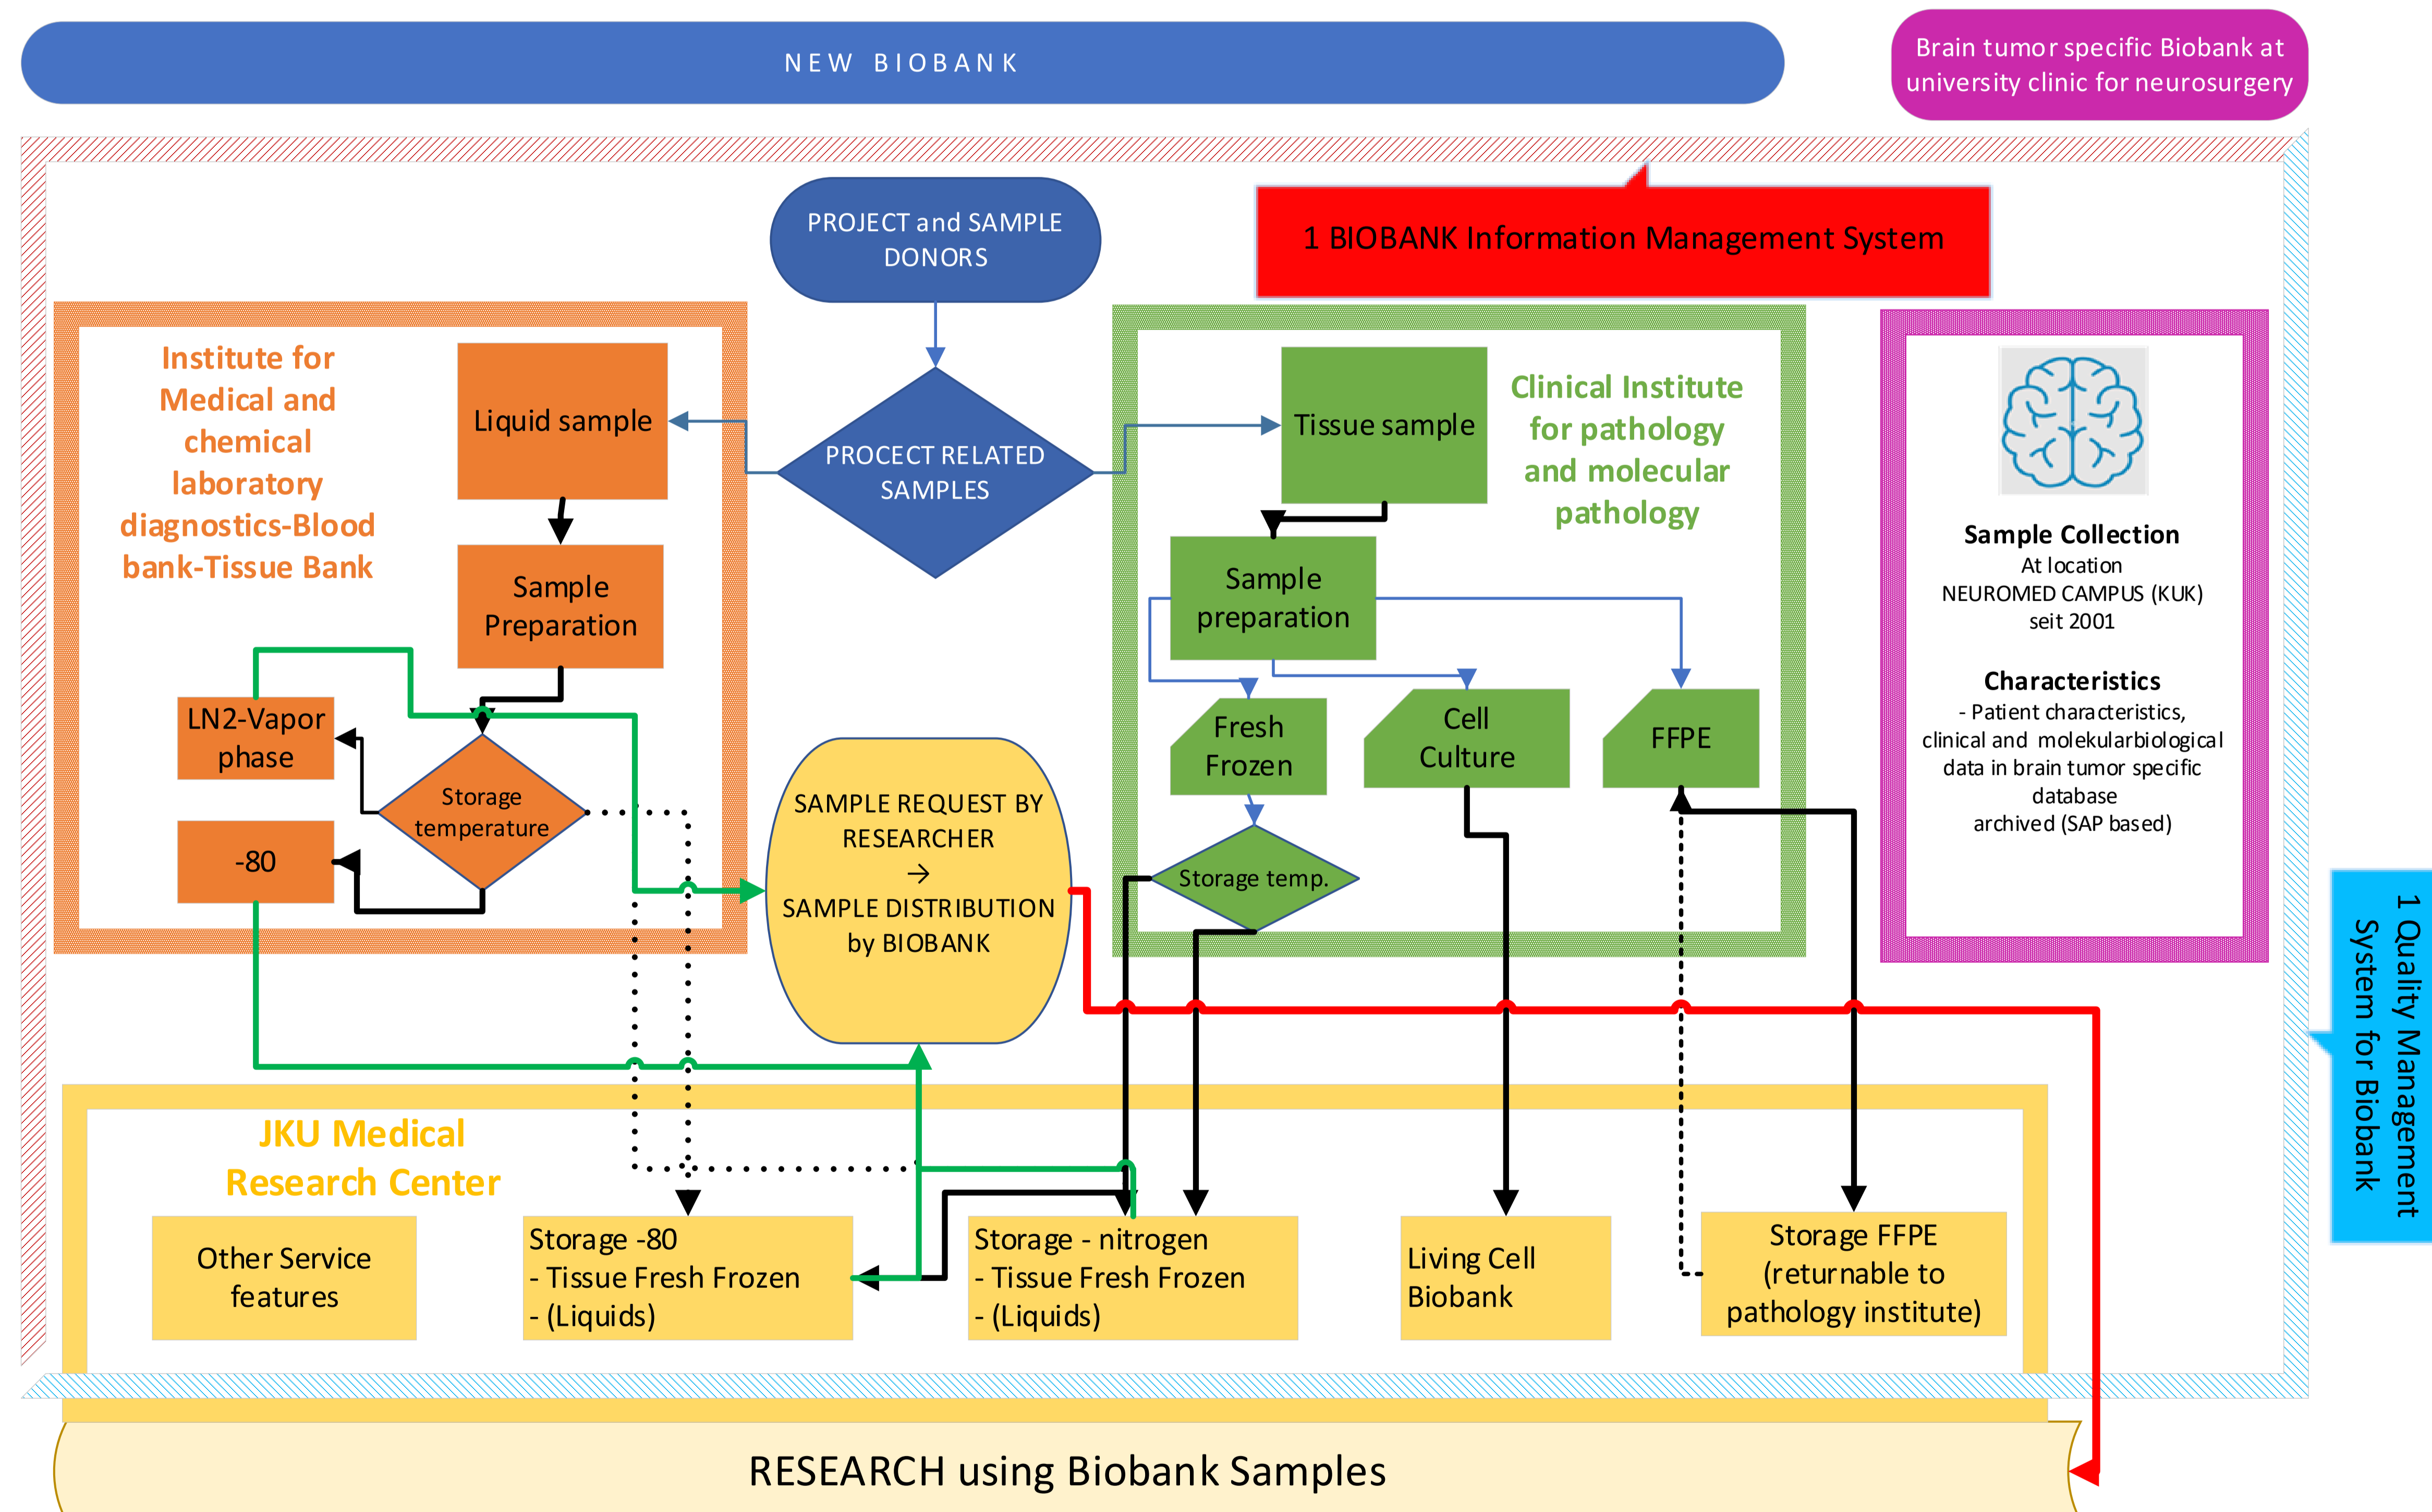 NEW BIOBANK
Brain tumor specific Biobank at
university clinic for neurosurgery
PROJECT and SAMPLE
DONORS
1 BIOBANK Information Management System
Institute for
Medical and
chemical
laboratory
diagnostics-Blood
bank-Tissue Bank
Liquid sample
PROCECT RELATED
SAMPLES
Tissue sample
Clinical Institute
for pathology
and molecular
pathology
Sample
Preparation
Sample
preparation
Sample Collection
At location
NEUROMED CAMPUS (KUK)
seit 2001
Characteristics
- Patient characteristics,
clinical and molekularbiological
data in brain tumor specific
database
archived (SAP based)
LN2-Vapor
phase
Storage
temperature
-80
Fresh
Frozen
Cell
Culture
FFPE
Storage temp.
SAMPLE REQUEST BY
RESEARCHER
→
SAMPLE DISTRIBUTION
by BIOBANK
1 Quality Management
System for Biobank
JKU Medical
Research Center
Other Service
features
Storage -80
- Tissue Fresh Frozen
- (Liquids)
Storage - nitrogen
- Tissue Fresh Frozen
- (Liquids)
Living Cell
Biobank
Storage FFPE
(returnable to
pathology institute)
RESEARCH using Biobank Samples